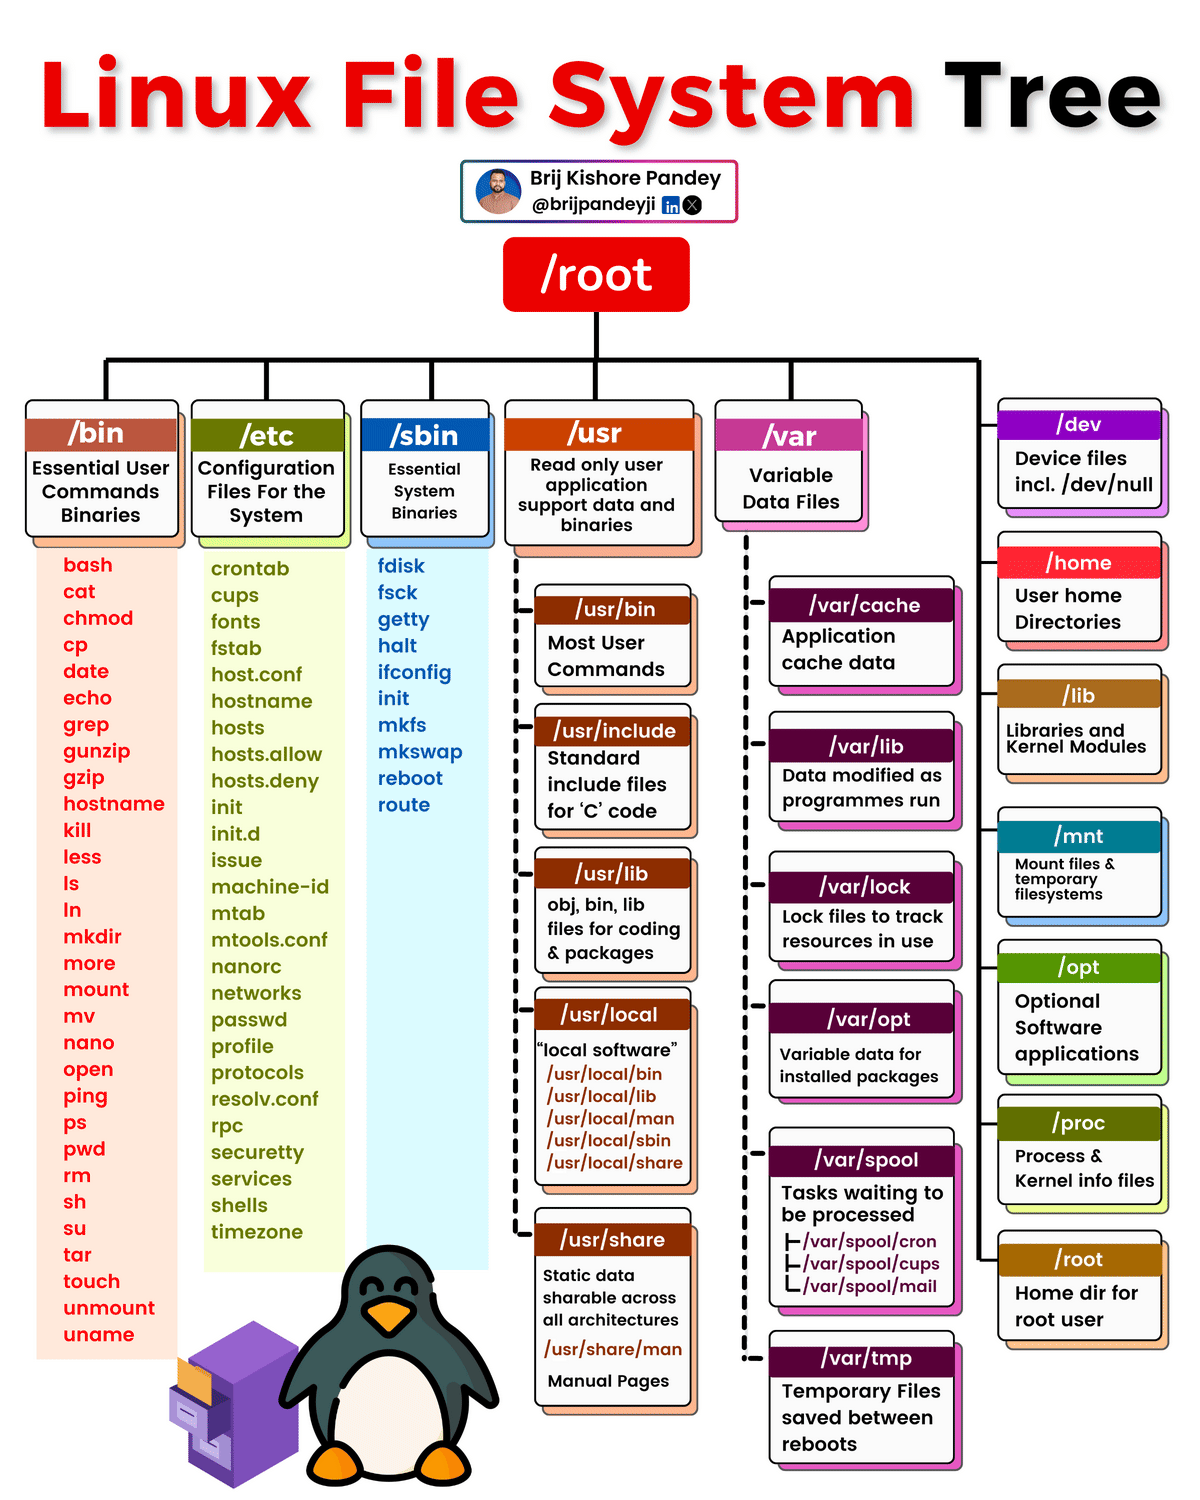 Linux File System Tree
Brij Kishore Pandey
@brijpandeyji in X
/root
/bin
Essential User
Commands
Binaries
bash
cat
chmod
cp
date
echo
grep
gunzip
gzip
hostname
kill
less
ls
ln
mkdir
more
mount
mv
nano
open
ping
ps
pwd
rm
sh
su
tar
touch
unmount
uname
/etc
Configuration
Files For the
System
crontab
cups
fonts
fstab
host.conf
hostname
hosts
hosts.allow
hosts.deny
init
init.d
issue
machine-id
mtab
mtools.conf
nanorc
networks
passwd
profile
protocols
resolv.conf
rpc
securetty
services
shells
timezone
/sbin
Essential
System
Binaries
fdisk
fsck
getty
halt
ifconfig
init
mkfs
mkswap
reboot
route
/usr
Read only user
application
support data and
binaries
/usr/bin
Most User
Commands
/usr/include
Standard
include files
for ‘C’ code
/usr/lib
obj, bin, lib
files for coding
& packages
/usr/local
“local software”
/usr/local/bin
/usr/local/lib
/usr/local/man
/usr/local/sbin
/usr/local/share
/usr/share
Static data
sharable across
all architectures
/usr/share/man
Manual Pages
/var
Variable
Data Files
/var/cache
Application
cache data
/var/lib
Data modified as
programmes run
/var/lock
Lock files to track
resources in use
/var/opt
Variable data for
installed packages
/var/spool
Tasks waiting to
be processed
/var/spool/cron
/var/spool/cups
/var/spool/mail
/var/tmp
Temporary Files
saved between
reboots
/dev
Device files
incl. /dev/null
/home
User home
Directories
/lib
Libraries and
Kernel Modules
/mnt
Mount files &
temporary
filesystems
/opt
Optional
Software
applications
/proc
Process &
Kernel info files
/root
Home dir for
root user